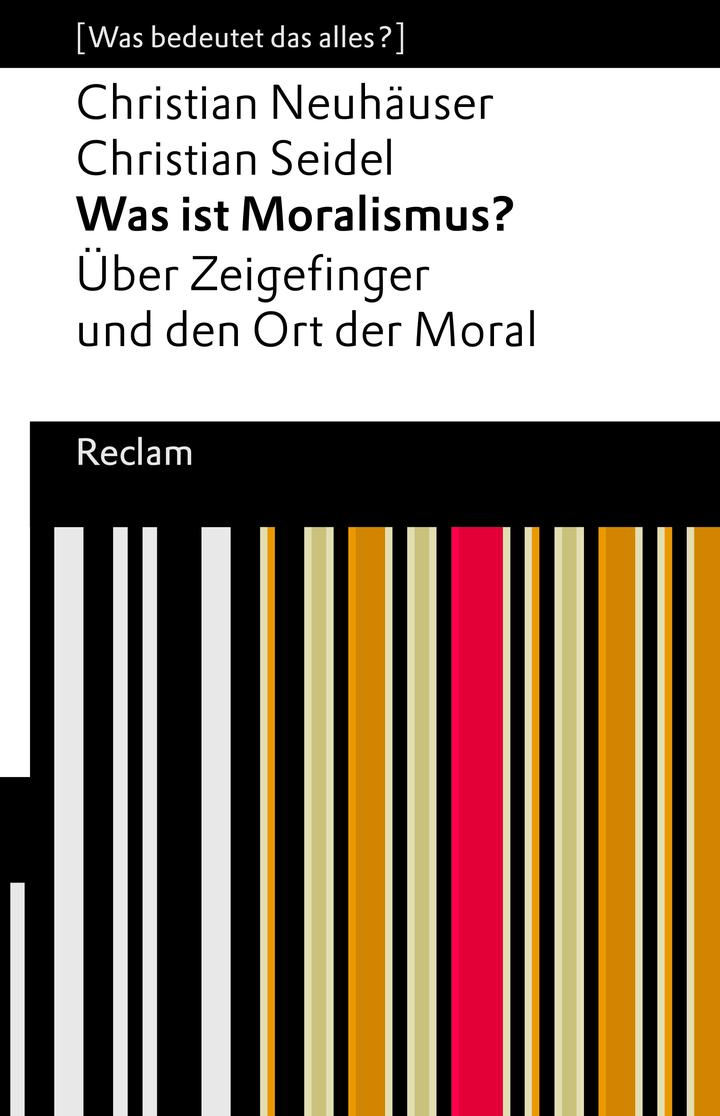 [Was bedeutet das alles?]
Christian Neuhäuser
Christian Seidel
Was ist Moralismus?
Über Zeigefinger
und den Ort der Moral
Reclam